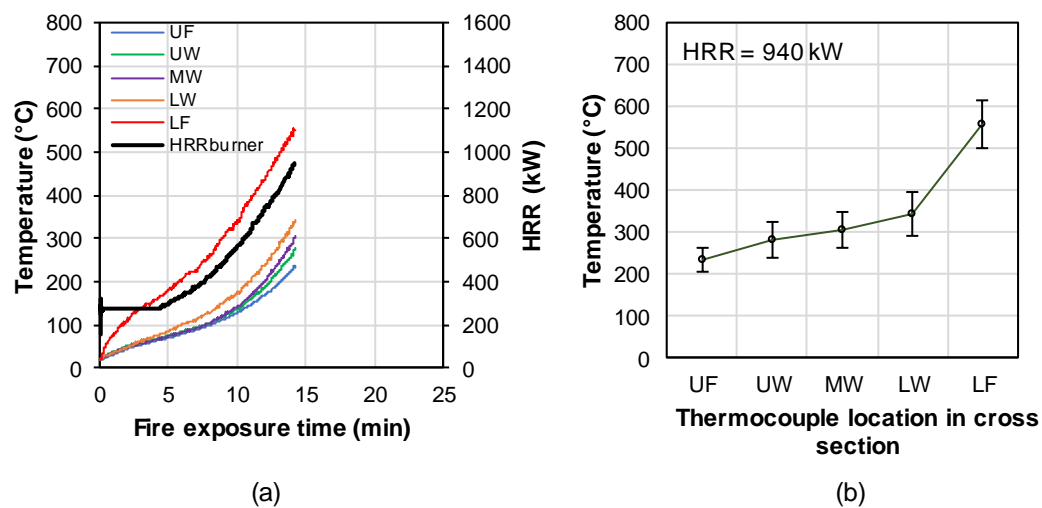 800
700
600
500
400
300
200
100
0
Temperature (°C)
UF
UW
MW
LW
LF
HRRburner
1600
1400
1200
1000
800
600
400
200
0
HRR (kW)
0 5 10 15 20 25
Fire exposure time (min)
(a)
800
700
600
500
400
300
200
100
0
Temperature (°C)
HRR = 940 kW
UF UW MW LW LF
Thermocouple location in cross
section
(b)